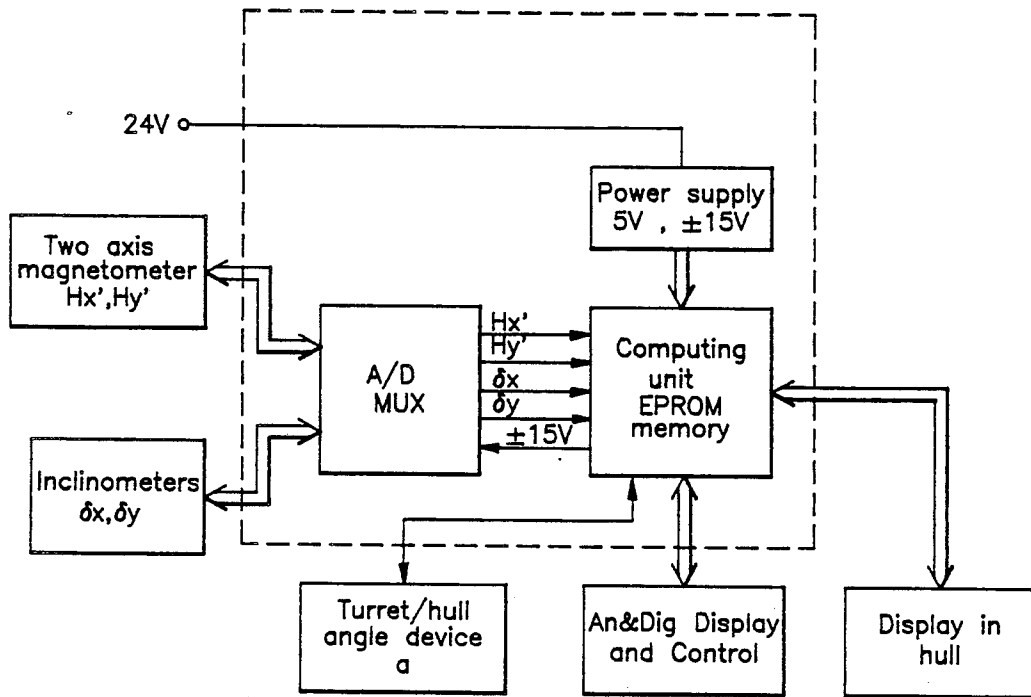 24V
Power supply
5V , ±15V
Two axis
magnetometer
Hx',Hy'
A/D
MUX
Hx'
Hy'
δx
δy
±15V
Computing
unit
EPROM
memory
Inclinometers
δx,δy
Turret/hull
angle device
a
An&Dig Display
and Control
Display in
hull